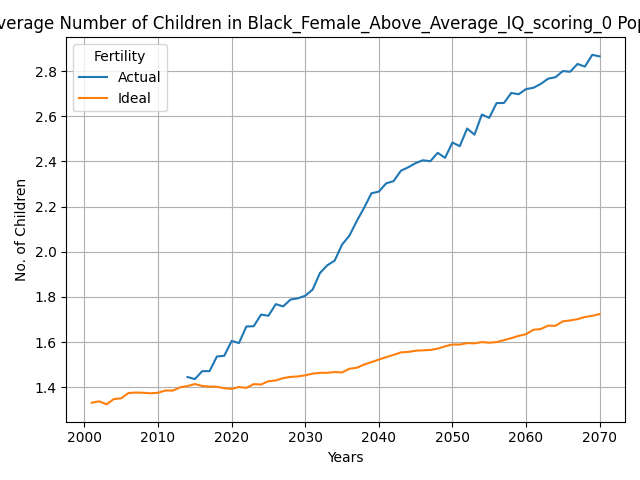 verage Number of Children in Black_Female_Above_Average_IQ_scoring_0 Pop
Fertility
Actual
Ideal
2.8
2.6
2.4
2.2
2.0
1.8
1.6
1.4
No. of Children
2000 2010 2020 2030 2040 2050 2060 2070
Years